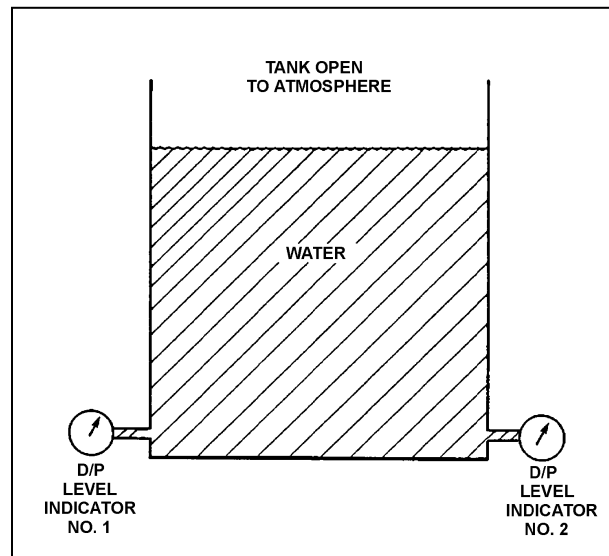 TANK OPEN
TO ATMOSPHERE
WATER
D/P
LEVEL
INDICATOR
NO. 1
D/P
LEVEL
INDICATOR
NO. 2